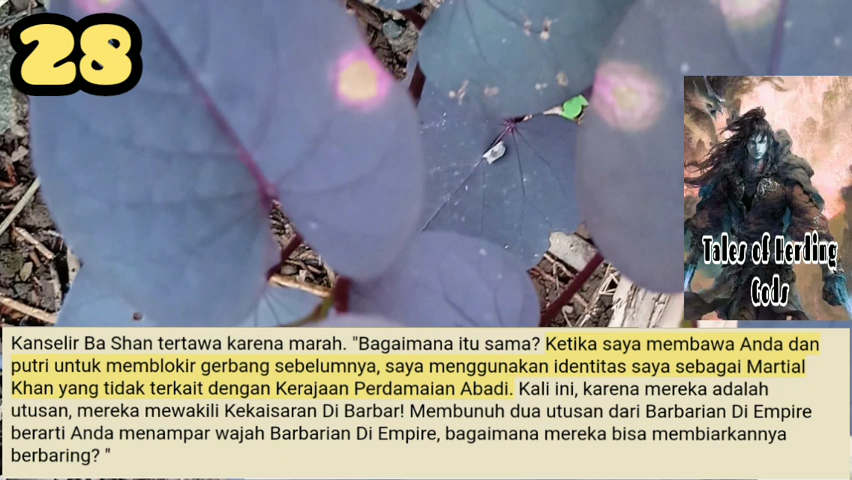 28
Tales of Herding
Gods
Kanselir Ba Shan tertawa karena marah. "Bagaimana itu sama? Ketika saya membawa Anda dan
putri untuk memblokir gerbang sebelumnya, saya menggunakan identitas saya sebagai Martial
Khan yang tidak terkait dengan Kerajaan Perdamaian Abadi. Kali ini, karena mereka adalah
utusan, mereka mewakili Kekaisaran Di Barbar! Membunuh dua utusan dari Barbarian Di Empire
berarti Anda menampar wajah Barbarian Di Empire, bagaimana mereka bisa membiarkannya
berbaring? "